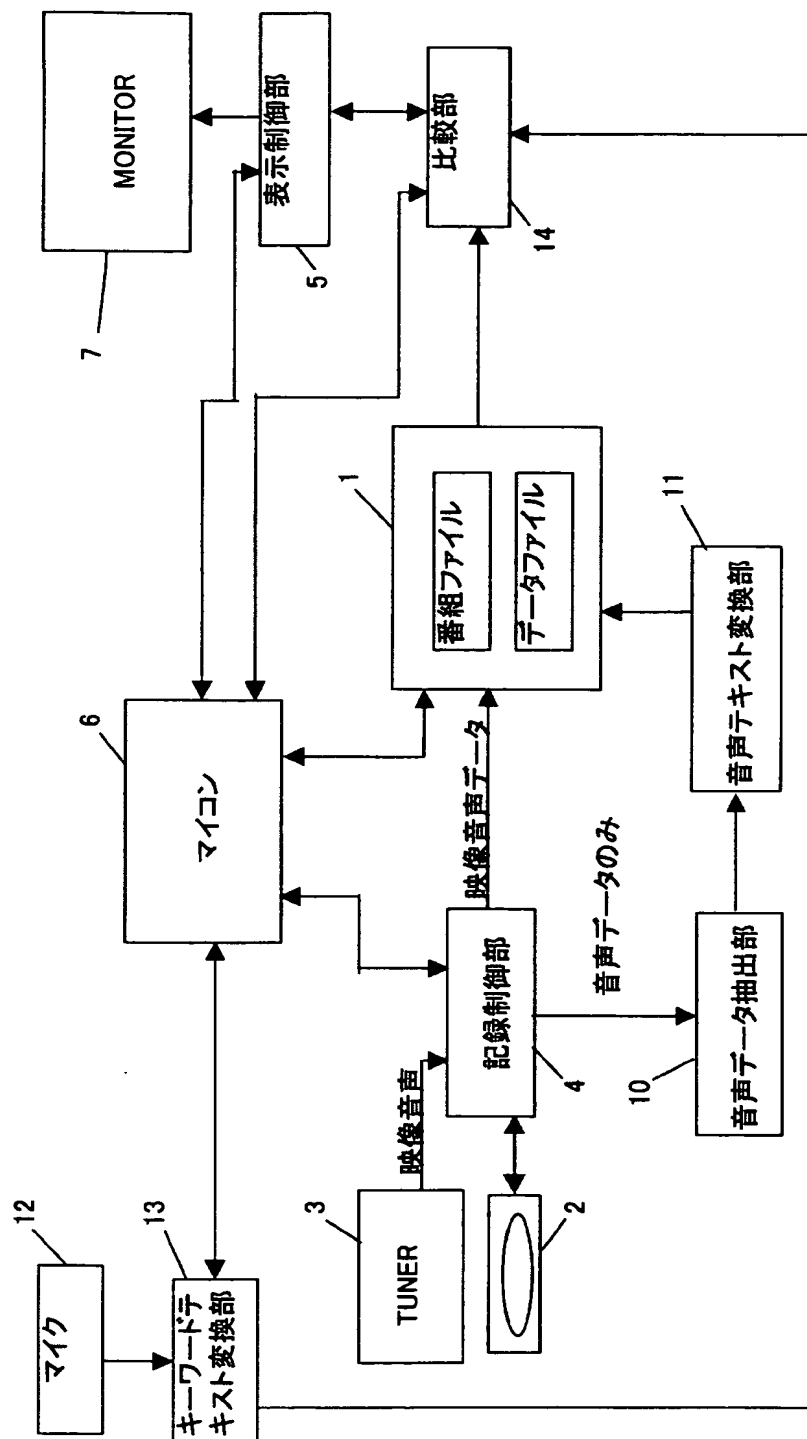 マイク
12
キーワードテ
キスト変換部
13
TUNER
3
2
映像音声
記録制御部
4
マイコン
6
映像音声データ
音声データのみ
音声データ抽出部
10
音声テキスト変換部
11
1
番組ファイル
データファイル
MONITOR
7
表示制御部
5
比較部
14